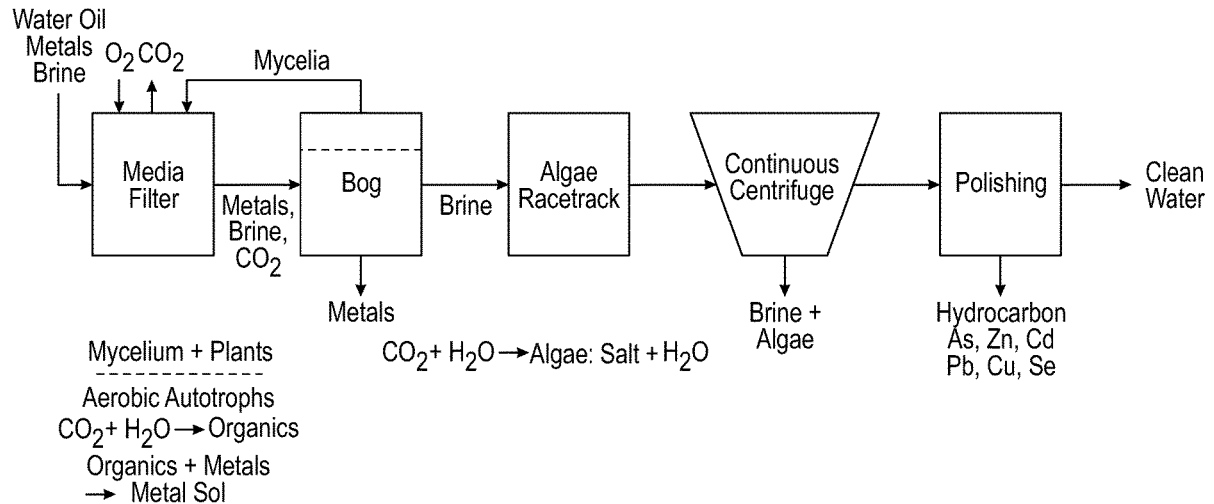 Water Oil
Metals
Brine
O2 CO2
Mycelia
Media
Filter
Metals,
Brine,
CO2
Bog
Metals
Brine
Algae
Racetrack
Continuous
Centrifuge
Brine +
Algae
Polishing
Hydrocarbon
As, Zn, Cd
Pb, Cu, Se
Clean
Water
Mycelium + Plants
Aerobic Autotrophs
CO2 + H2O → Organics
Organics + Metals
→ Metal Sol
CO2 + H2O → Algae: Salt + H2O